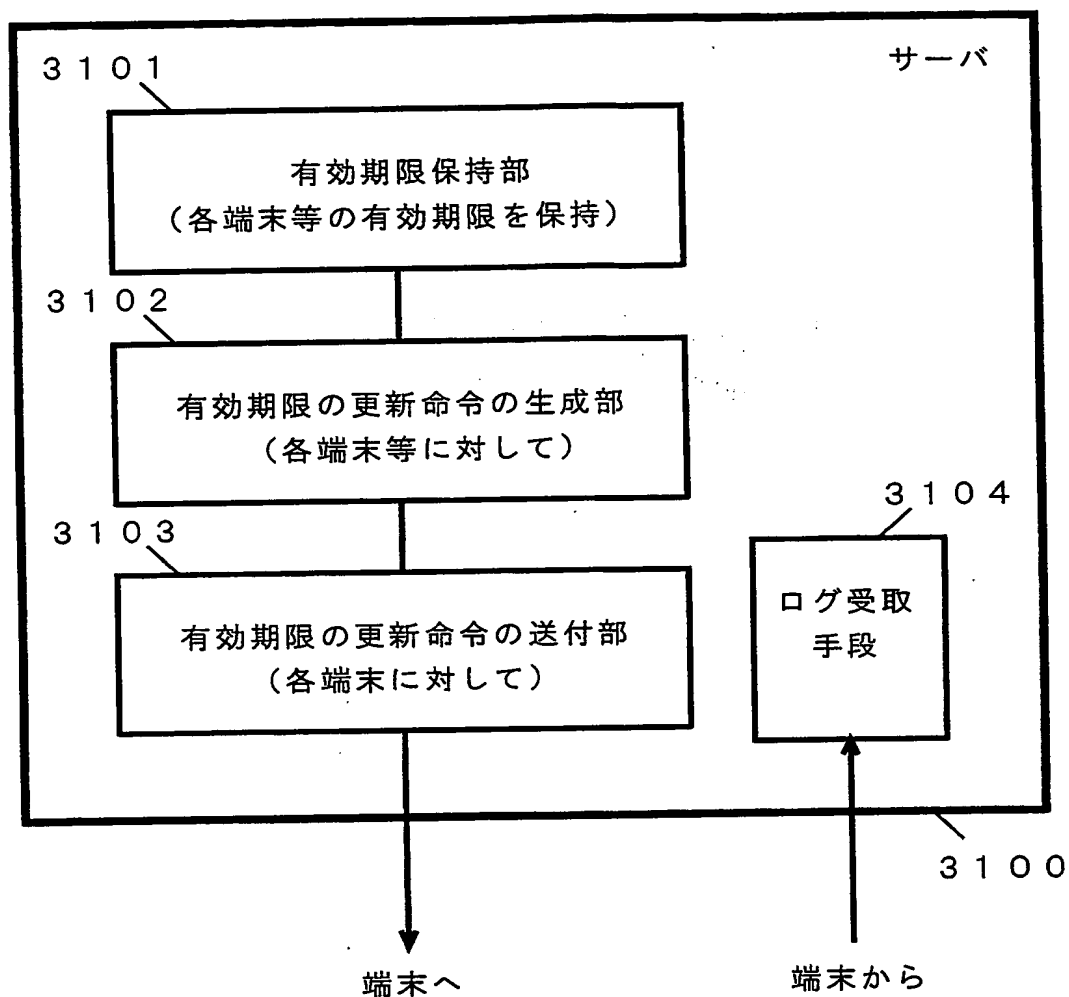 サーバ
3101
有効期限保持部
（各端末等の有効期限を保持）
3102
有効期限の更新命令の生成部
（各端末等に対して）
3103
有効期限の更新命令の送付部
（各端末に対して）
3104
ログ受取
手段
3100
端末へ
端末から